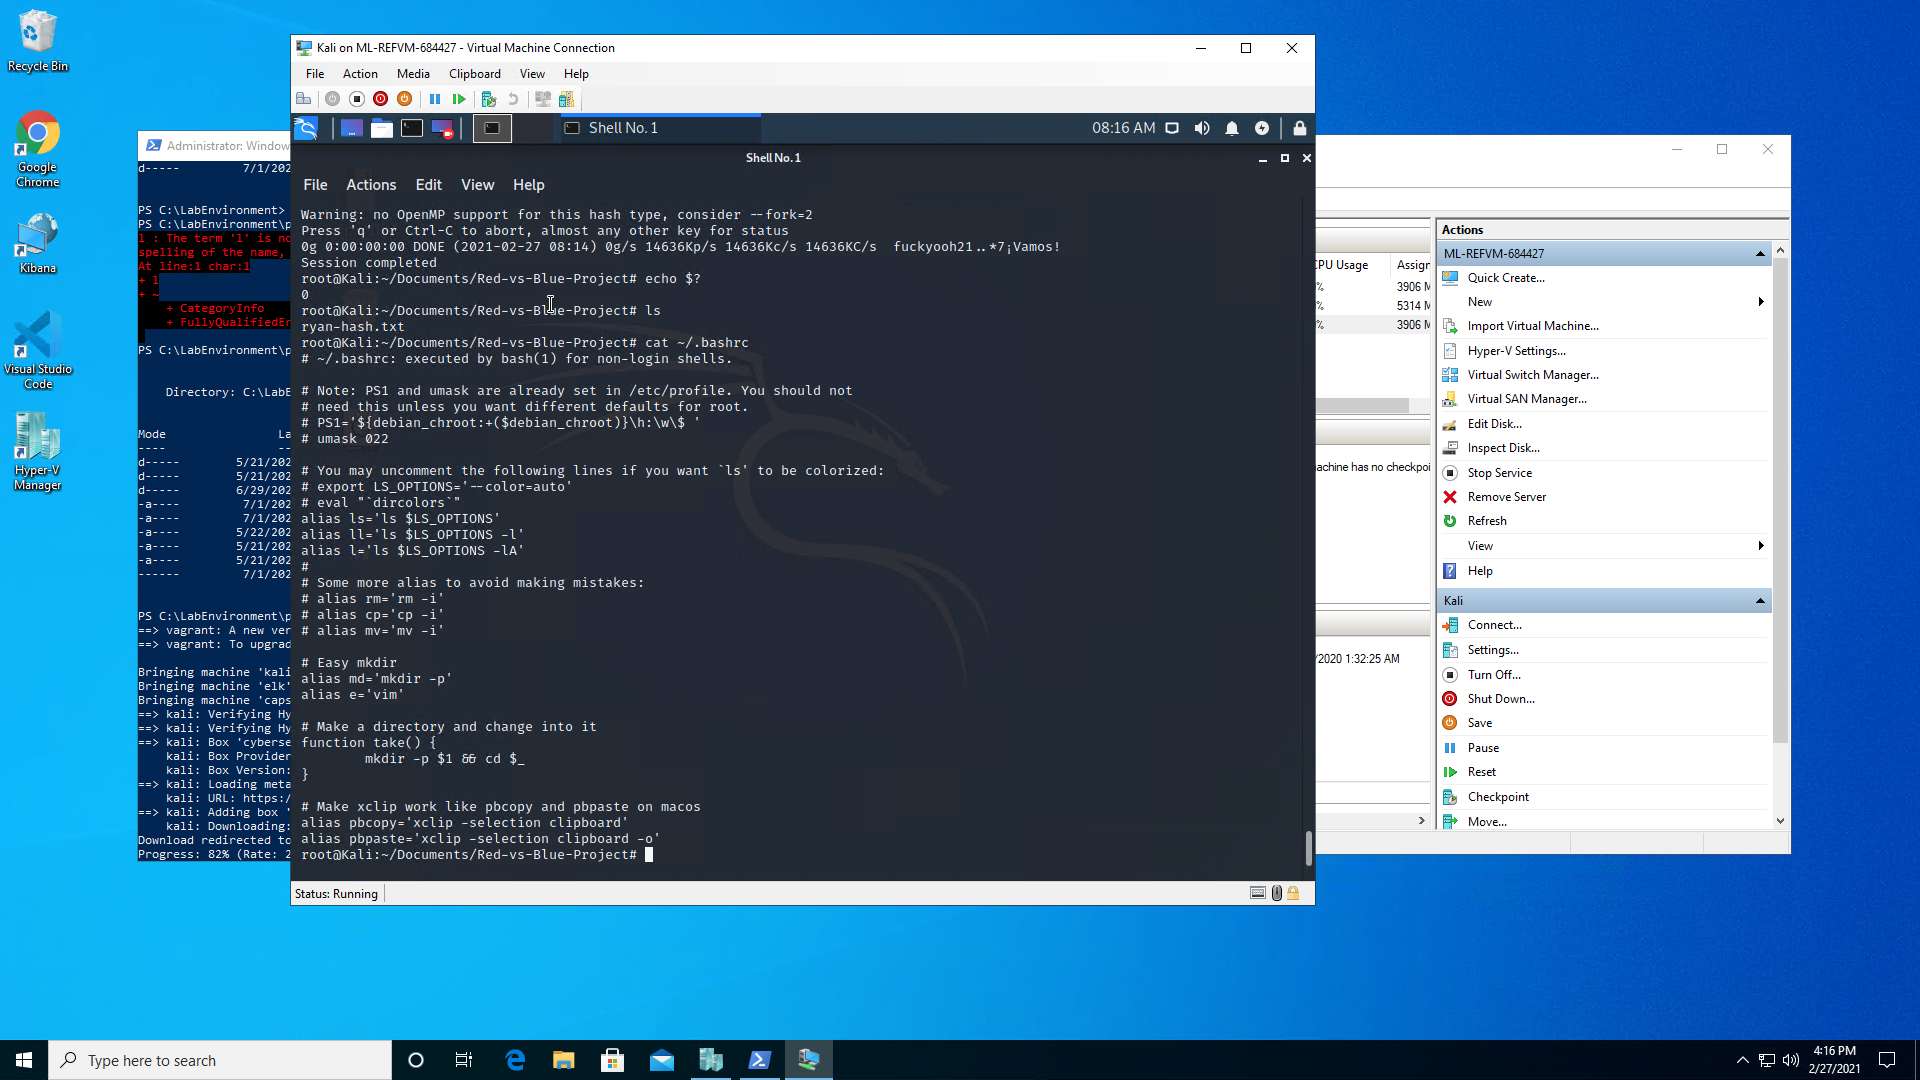 Recycle Bin
Google
Chrome
Kibana
Visual Studio
Code
Hyper-V
Manager
Administrator: Window
d-----          7/1/202
PS C:\LabEnvironment>
PS C:\LabEnvironment\p
l : The term 'l' is no
spelling of the name,
At line:1 char:1
+ l
+ ~
    + CategoryInfo
    + FullyQualifiedEr
PS C:\LabEnvironment\p
    Directory: C:\LabE
Mode                La
----                --
d-----         5/21/202
d-----         5/21/202
d-----         6/29/202
-a----          7/1/202
-a----          7/1/202
-a----         5/22/202
-a----         5/21/202
-a----         5/21/202
------          7/1/202
PS C:\LabEnvironment\p
==> vagrant: A new ver
==> vagrant: To upgrad
Bringing machine 'kali
Bringing machine 'elk'
Bringing machine 'caps
==> kali: Verifying Hy
==> kali: Verifying Hy
==> kali: Box 'cyberse
    kali: Box Provider
    kali: Box Version:
==> kali: Loading meta
    kali: URL: https:/
==> kali: Adding box '
    kali: Downloading:
Download redirected to
Progress: 82% (Rate: 2
Kali on ML-REFVM-684427 - Virtual Machine Connection
File Action Media Clipboard View Help
Shell No. 1
08:16 AM
Shell No. 1
File Actions Edit View Help
Warning: no OpenMP support for this hash type, consider --fork=2
Press 'q' or Ctrl-C to abort, almost any other key for status
0g 0:00:00:00 DONE (2021-02-27 08:14) 0g/s 14636Kp/s 14636Kc/s 14636KC/s  fuckyooh21..*7¡Vamos!
Session completed
root@Kali:~/Documents/Red-vs-Blue-Project# echo $?
0
root@Kali:~/Documents/Red-vs-Blue-Project# ls
ryan-hash.txt
root@Kali:~/Documents/Red-vs-Blue-Project# cat ~/.bashrc
# ~/.bashrc: executed by bash(1) for non-login shells.
# Note: PS1 and umask are already set in /etc/profile. You should not
# need this unless you want different defaults for root.
# PS1='${debian_chroot:+($debian_chroot)}\h:\w\$ '
# umask 022
# You may uncomment the following lines if you want `ls' to be colorized:
# export LS_OPTIONS='--color=auto'
# eval "`dircolors`"
alias ls='ls $LS_OPTIONS'
alias ll='ls $LS_OPTIONS -l'
alias l='ls $LS_OPTIONS -lA'
#
# Some more alias to avoid making mistakes:
# alias rm='rm -i'
# alias cp='cp -i'
# alias mv='mv -i'
# Easy mkdir
alias md='mkdir -p'
alias e='vim'
# Make a directory and change into it
function take() {
        mkdir -p $1 && cd $_
}
# Make xclip work like pbcopy and pbpaste on macos
alias pbcopy='xclip -selection clipboard'
alias pbpaste='xclip -selection clipboard -o'
root@Kali:~/Documents/Red-vs-Blue-Project#
Status: Running
CPU Usage Assigr
% 3906 M
% 5314 M
% 3906 M
machine has no checkpoi
/2020 1:32:25 AM
Actions
ML-REFVM-684427
Quick Create...
New
Import Virtual Machine...
Hyper-V Settings...
Virtual Switch Manager...
Virtual SAN Manager...
Edit Disk...
Inspect Disk...
Stop Service
Remove Server
Refresh
View
Help
Kali
Connect...
Settings...
Turn Off...
Shut Down...
Save
Pause
Reset
Checkpoint
Move...
Type here to search
4:16 PM
2/27/2021